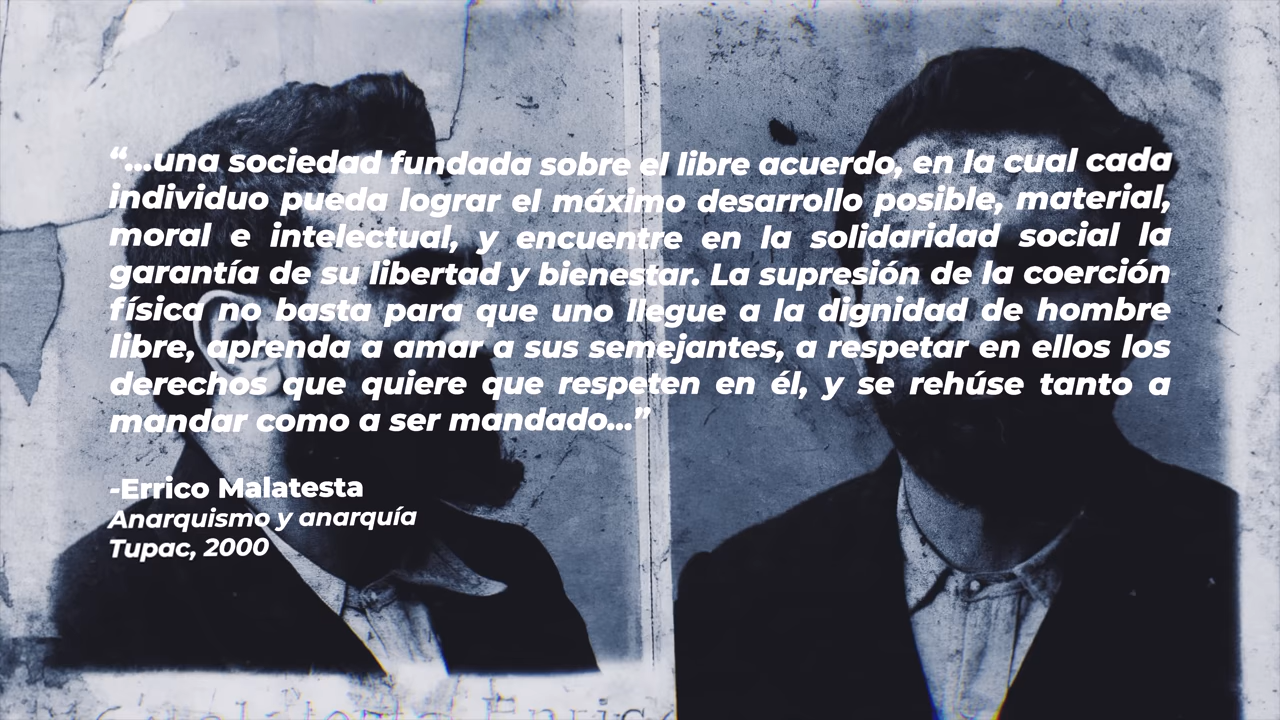 “...una sociedad fundada sobre el libre acuerdo, en la cual cada
individuo pueda lograr el máximo desarrollo posible, material,
moral e intelectual, y encuentre en la solidaridad social la
garantía de su libertad y bienestar. La supresión de la coerción
física no basta para que uno llegue a la dignidad de hombre
libre, aprenda a amar a sus semejantes, a respetar en ellos los
derechos que quiere que respeten en él, y se rehúse tanto a
mandar como a ser mandado...”
-Errico Malatesta
Anarquismo y anarquía
Tupac, 2000